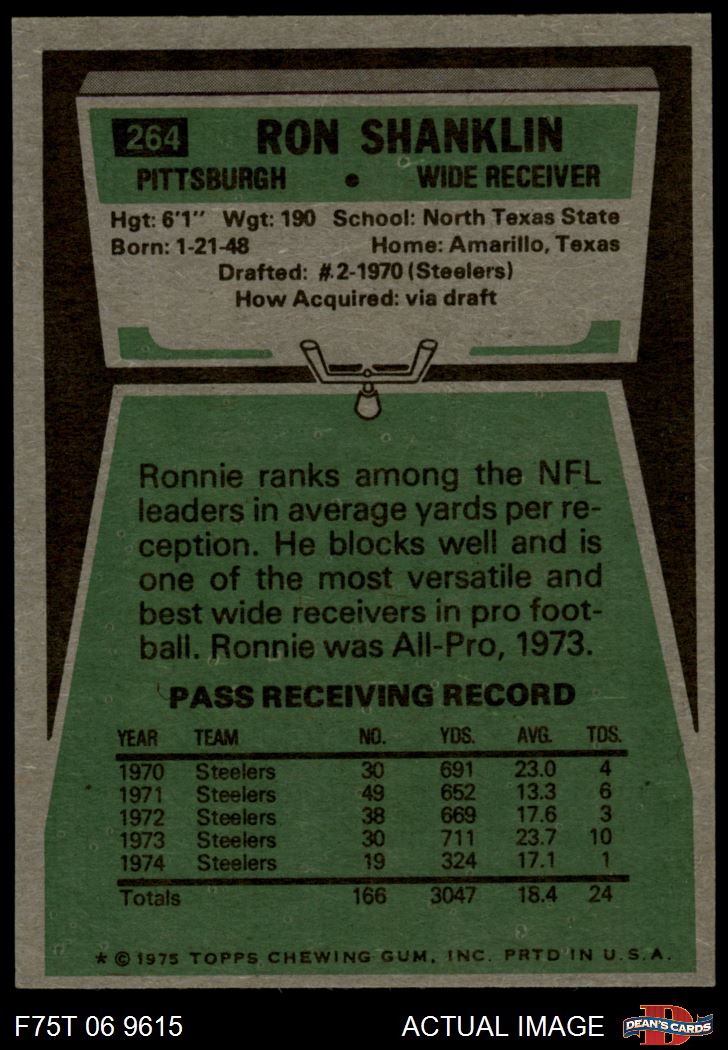 264 RON SHANKLIN
PITTSBURGH • WIDE RECEIVER
Hgt: 6'1" Wgt: 190 School: North Texas State
Born: 1-21-48 Home: Amarillo, Texas
Drafted: #2-1970 (Steelers)
How Acquired: via draft
Ronnie ranks among the NFL
leaders in average yards per re-
ception. He blocks well and is
one of the most versatile and
best wide receivers in pro foot-
ball. Ronnie was All-Pro, 1973.
PASS RECEIVING RECORD
YEAR TEAM NO. YDS. AVG. TDS.
1970 Steelers 30 691 23.0 4
1971 Steelers 49 652 13.3 6
1972 Steelers 38 669 17.6 3
1973 Steelers 30 711 23.7 10
1974 Steelers 19 324 17.1 1
Totals 166 3047 18.4 24
* © 1975 TOPPS CHEWING GUM, INC. PRTD IN U.S.A.
F75T 06 9615 ACTUAL IMAGE D DEAN'S CARDS